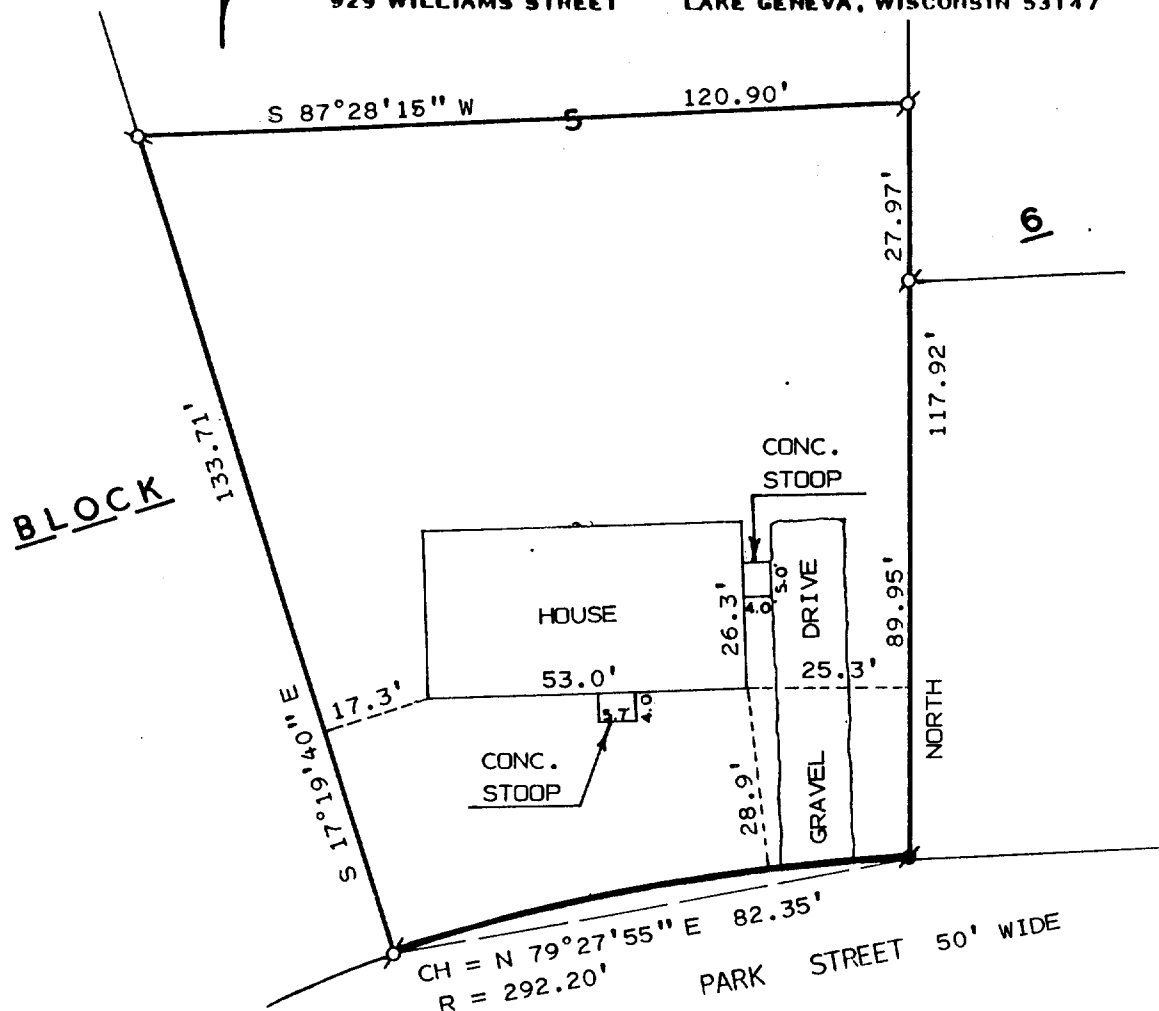 929 WILLIAMS STREET LAKE GENEVA, WISCONSIN 53147
S 87°28'15" W
120.90'
5
27.97'
6
117.92'
133.71'
BLOCK
CONC.
STOOP
5.0'
4.0'
DRIVE
HOUSE
26.3'
89.95'
53.0'
25.3'
17.3'
5.7'
4.0'
NORTH
S 17°19'40" E
CONC.
STOOP
28.9'
GRAVEL
CH = N 79°27'55" E 82.35'
R = 292.20'
PARK STREET 50' WIDE